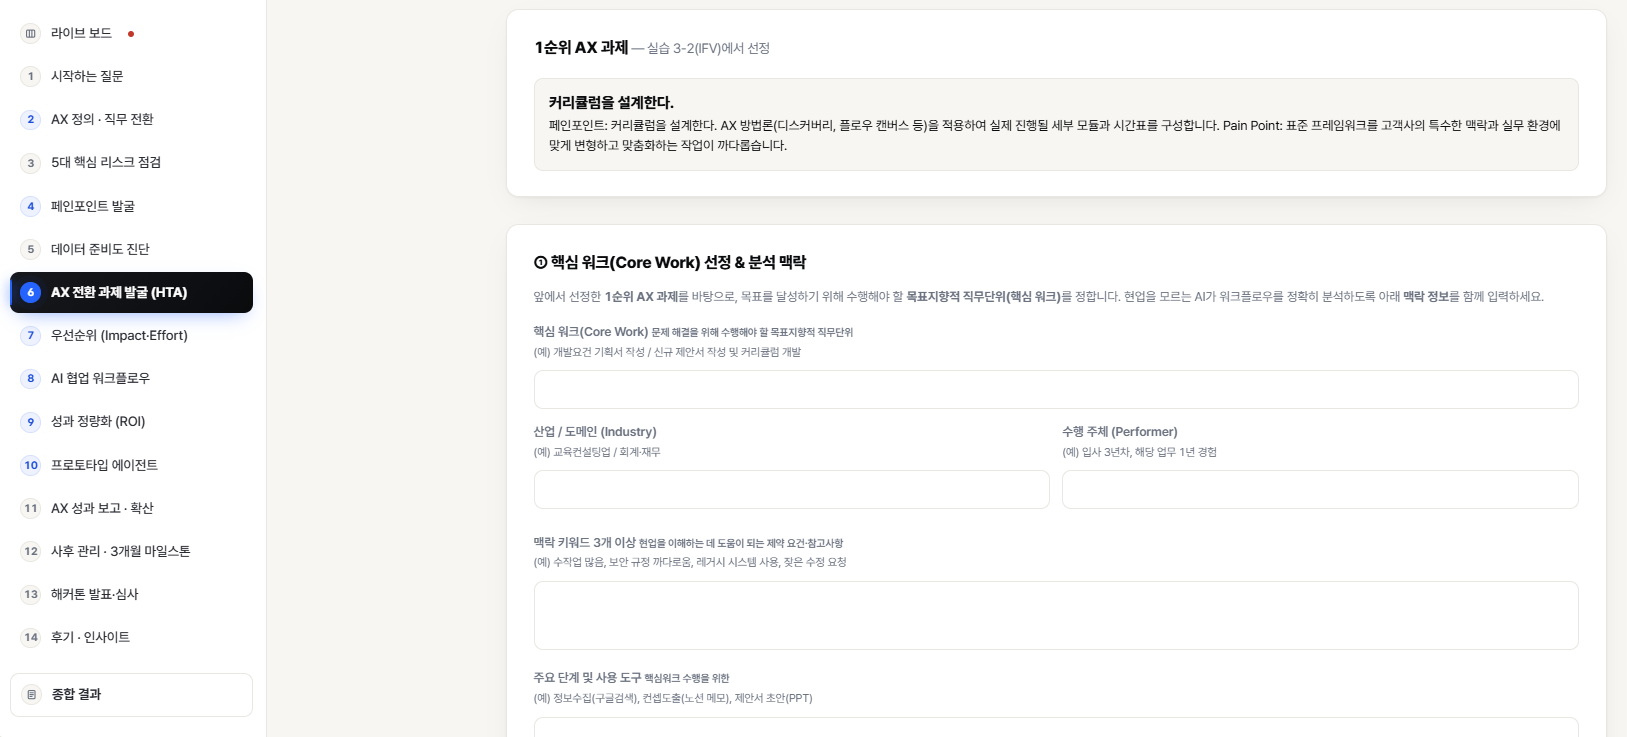 라이브 보드
1 시작하는 질문
2 AX 정의 · 직무 전환
3 5대 핵심 리스크 점검
4 페인포인트 발굴
5 데이터 준비도 진단
6 AX 전환 과제 발굴 (HTA)
7 우선순위 (Impact·Effort)
8 AI 협업 워크플로우
9 성과 정량화 (ROI)
10 프로토타입 에이전트
11 AX 성과 보고 · 확산
12 사후 관리 · 3개월 마일스톤
13 해커톤 발표·심사
14 후기 · 인사이트
종합 결과
1순위 AX 과제 — 실습 3-2(IFV)에서 선정
커리큘럼을 설계한다.
페인포인트: 커리큘럼을 설계한다. AX 방법론(디스커버리, 플로우 캔버스 등)을 적용하여 실제 진행될 세부 모듈과 시간표를 구성합니다. Pain Point: 표준 프레임워크를 고객사의 특수한 맥락과 실무 환경에
맞게 변형하고 맞춤화하는 작업이 까다롭습니다.
① 핵심 워크(Core Work) 선정 & 분석 맥락
앞에서 선정한 1순위 AX 과제를 바탕으로, 목표를 달성하기 위해 수행해야 할 목표지향적 직무단위(핵심 워크)를 정합니다. 현업을 모르는 AI가 워크플로우를 정확히 분석하도록 아래 맥락 정보를 함께 입력하세요.
핵심 워크(Core Work) 문제 해결을 위해 수행해야 할 목표지향적 직무단위
(예) 개발요건 기획서 작성 / 신규 제안서 작성 및 커리큘럼 개발
산업 / 도메인 (Industry)
(예) 교육컨설팅업 / 회계·재무
수행 주체 (Performer)
(예) 입사 3년차, 해당 업무 1년 경험
맥락 키워드 3개 이상 현업을 이해하는 데 도움이 되는 제약 요건·참고사항
(예) 수작업 많음, 보안 규정 까다로움, 레거시 시스템 사용, 잦은 수정 요청
주요 단계 및 사용 도구 핵심워크 수행을 위한
(예) 정보수집(구글검색), 컨셉도출(노션 메모), 제안서 초안(PPT)